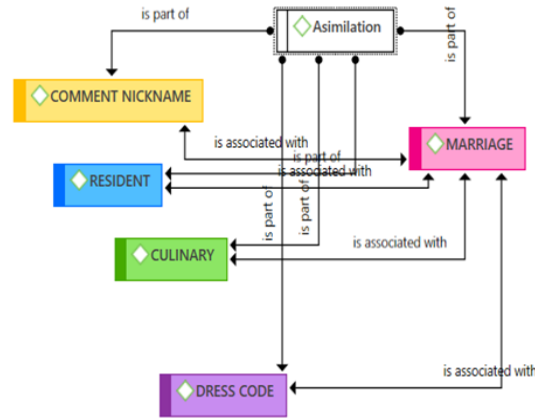 is part of
Asimilation
is part of
COMMENT NICKNAME
is associated with
MARRIAGE
is part of
is associated with
RESIDENT
is part of
is part of
CULINARY
is associated with
is associated with
DRESS CODE